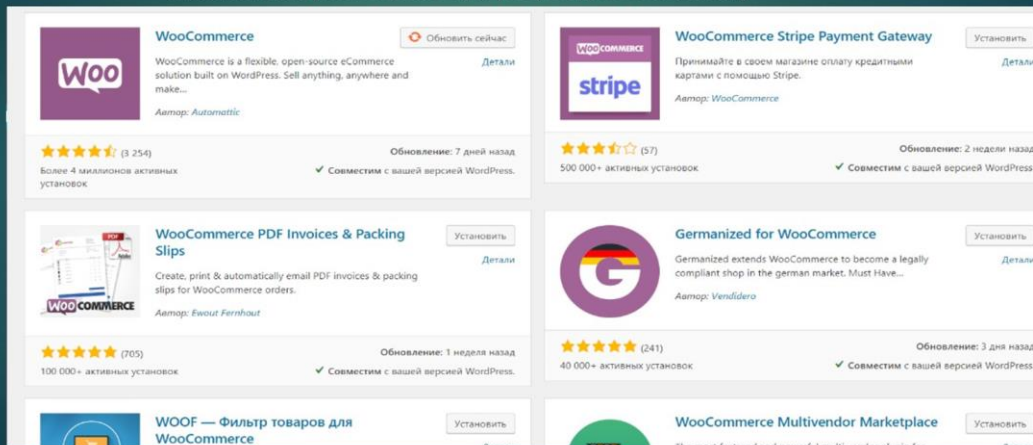 WooCommerce
Обновить сейчас
WooCommerce is a flexible, open-source eCommerce
Детали
solution built on WordPress. Sell anything, anywhere and
make...
Автор: Automattic
Woo
(3 254)
Обновление: 7 дней назад
Более 4 миллионов активных
установок
Совместим с вашей версией WordPress.
WooCommerce Stripe Payment Gateway
Установить
Принимайте в своем магазине оплату кредитными
Детали
картами с помощью Stripe.
Автор: WooCommerce
WOO COMMERCE
stripe
(57)
Обновление: 2 недели назад
500 000+ активных установок
Совместим с вашей версией WordPress.
WooCommerce PDF Invoices & Packing
Slips
Установить
Детали
Create, print & automatically email PDF invoices & packing
slips for WooCommerce orders.
Автор: Ewout Fernhout
PDF
Adobe
WOO COMMERCE
(705)
Обновление: 1 неделя назад
100 000+ активных установок
Совместим с вашей версией WordPress.
Germanized for WooCommerce
Установить
Germanized extends WooCommerce to become a legally
Детали
compliant shop in the german market. Must Have...
Автор: Vendidero
G
(241)
Обновление: 3 дня назад
40 000+ активных установок
Совместим с вашей версией WordPress.
WOOF — Фильтр товаров для
WooCommerce
Установить
WooCommerce Multivendor Marketplace
Установить